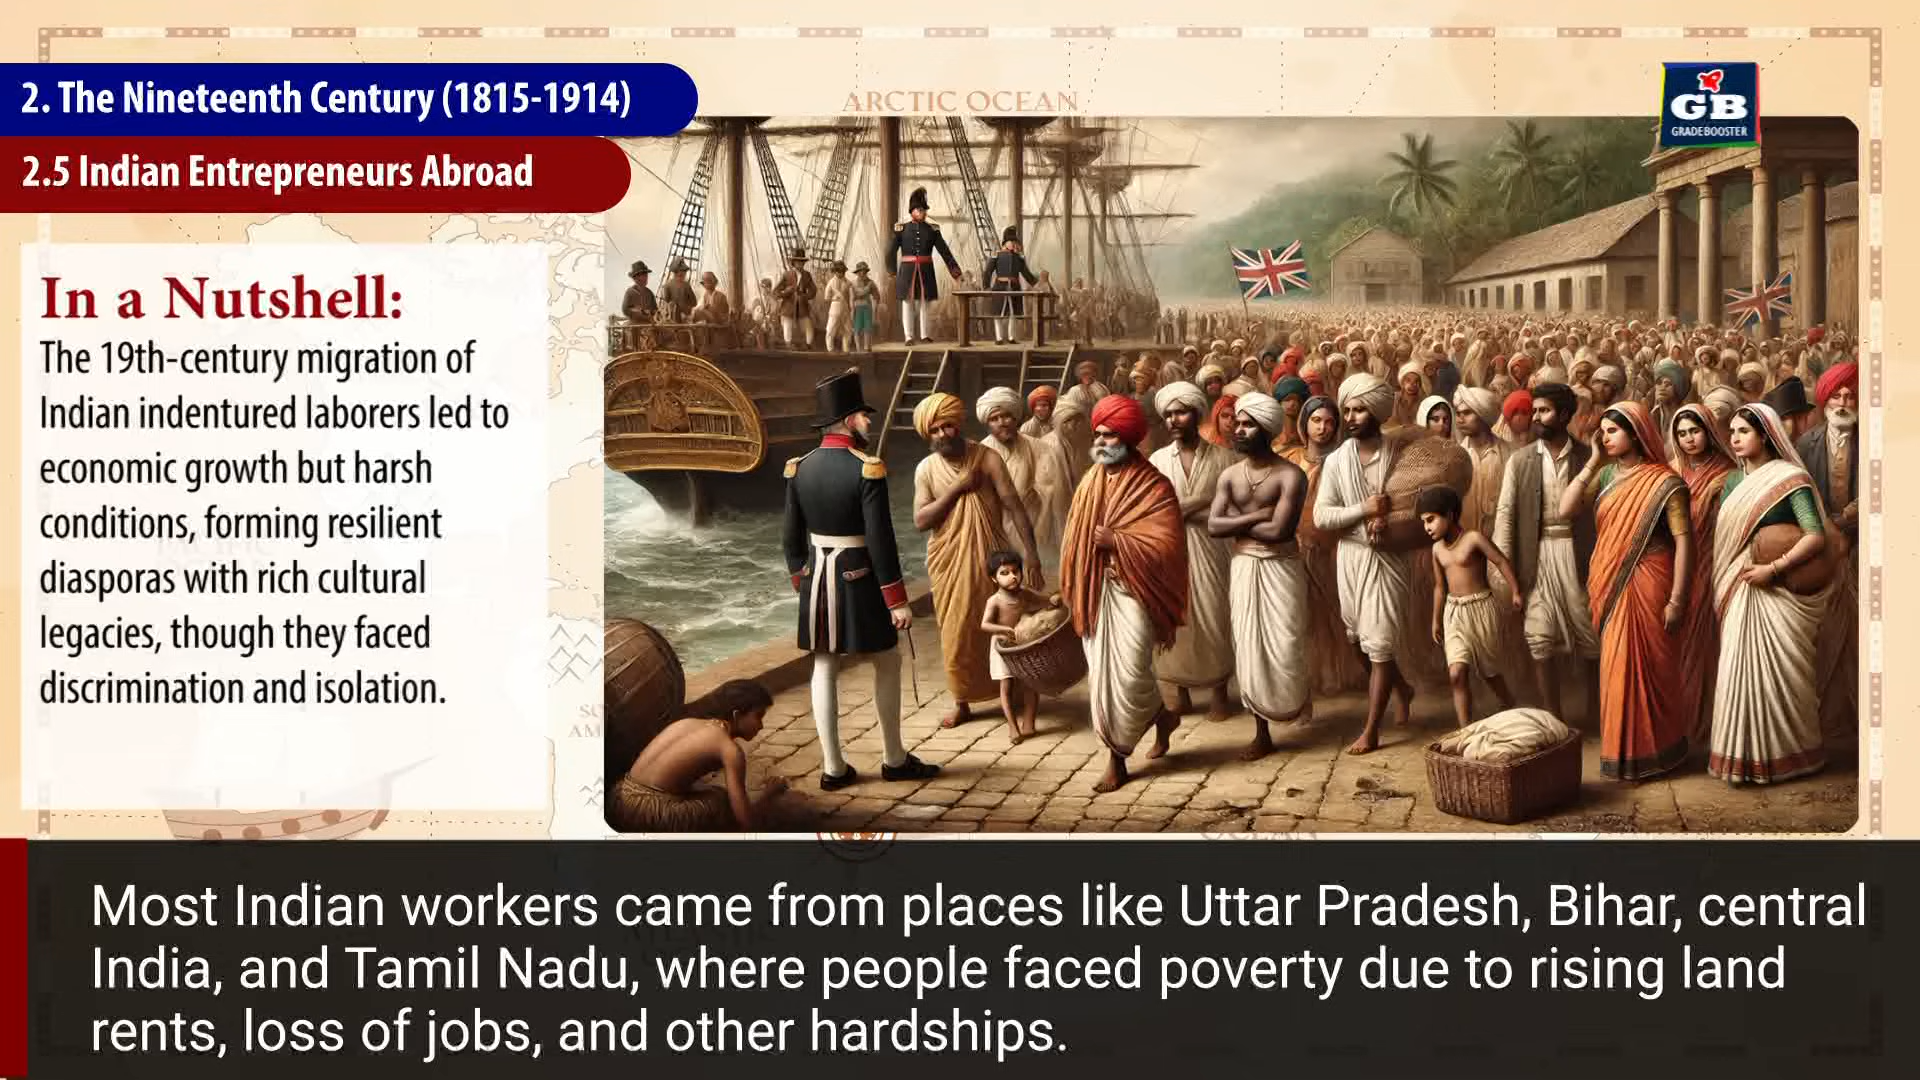 2. The Nineteenth Century (1815-1914)
ARCTIC OCEAN
GB
GRADEBOOSTER
2.5 Indian Entrepreneurs Abroad
In a Nutshell:
The 19th-century migration of
Indian indentured laborers led to
economic growth but harsh
conditions, forming resilient
diasporas with rich cultural
legacies, though they faced
discrimination and isolation.
Most Indian workers came from places like Uttar Pradesh, Bihar, central
India, and Tamil Nadu, where people faced poverty due to rising land
rents, loss of jobs, and other hardships.